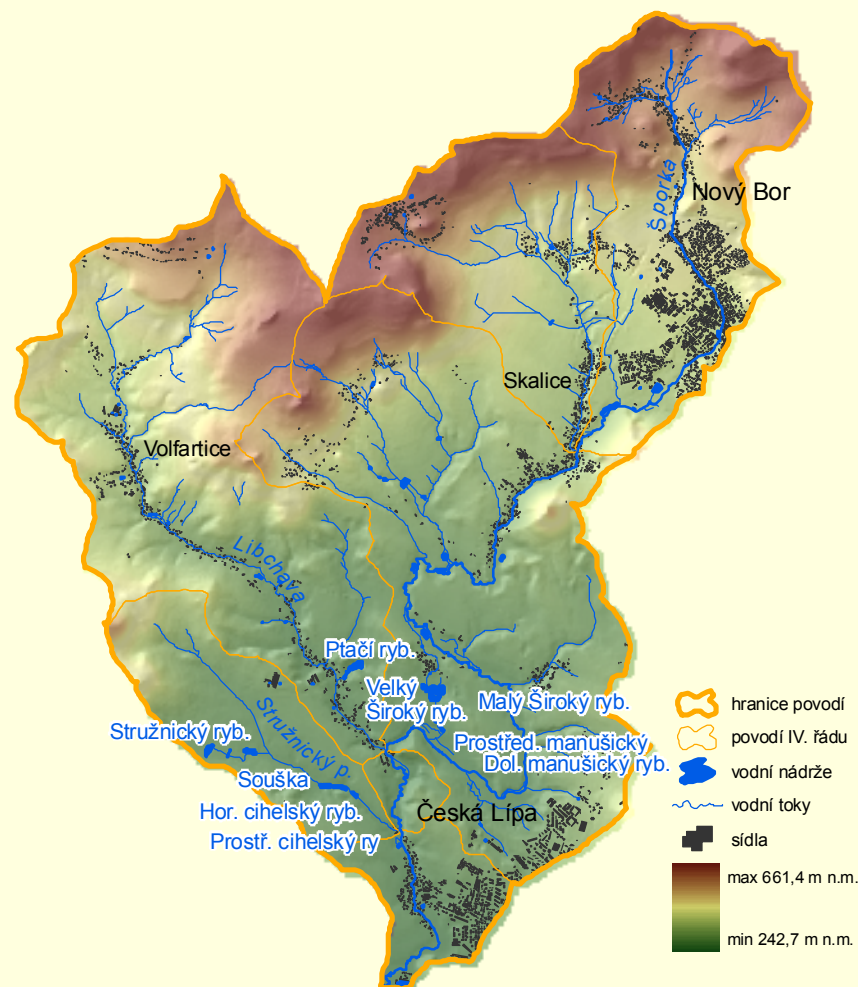 Šporka
Nový Bor
Skalice
Volfartice
Libchava
Ptačí ryb.
Velký
Široký ryb.
Malý Široký ryb.
Stružnický ryb.
Stružnický p.
Prostřed. manušický
Dol. manušický ryb.
Souška
Hor. cihelský ryb.
Česká Lípa
Prostř. cihelský ry
hranice povodí
povodí IV. řádu
vodní nádrže
vodní toky
sídla
max 661,4 m n.m.
min 242,7 m n.m.